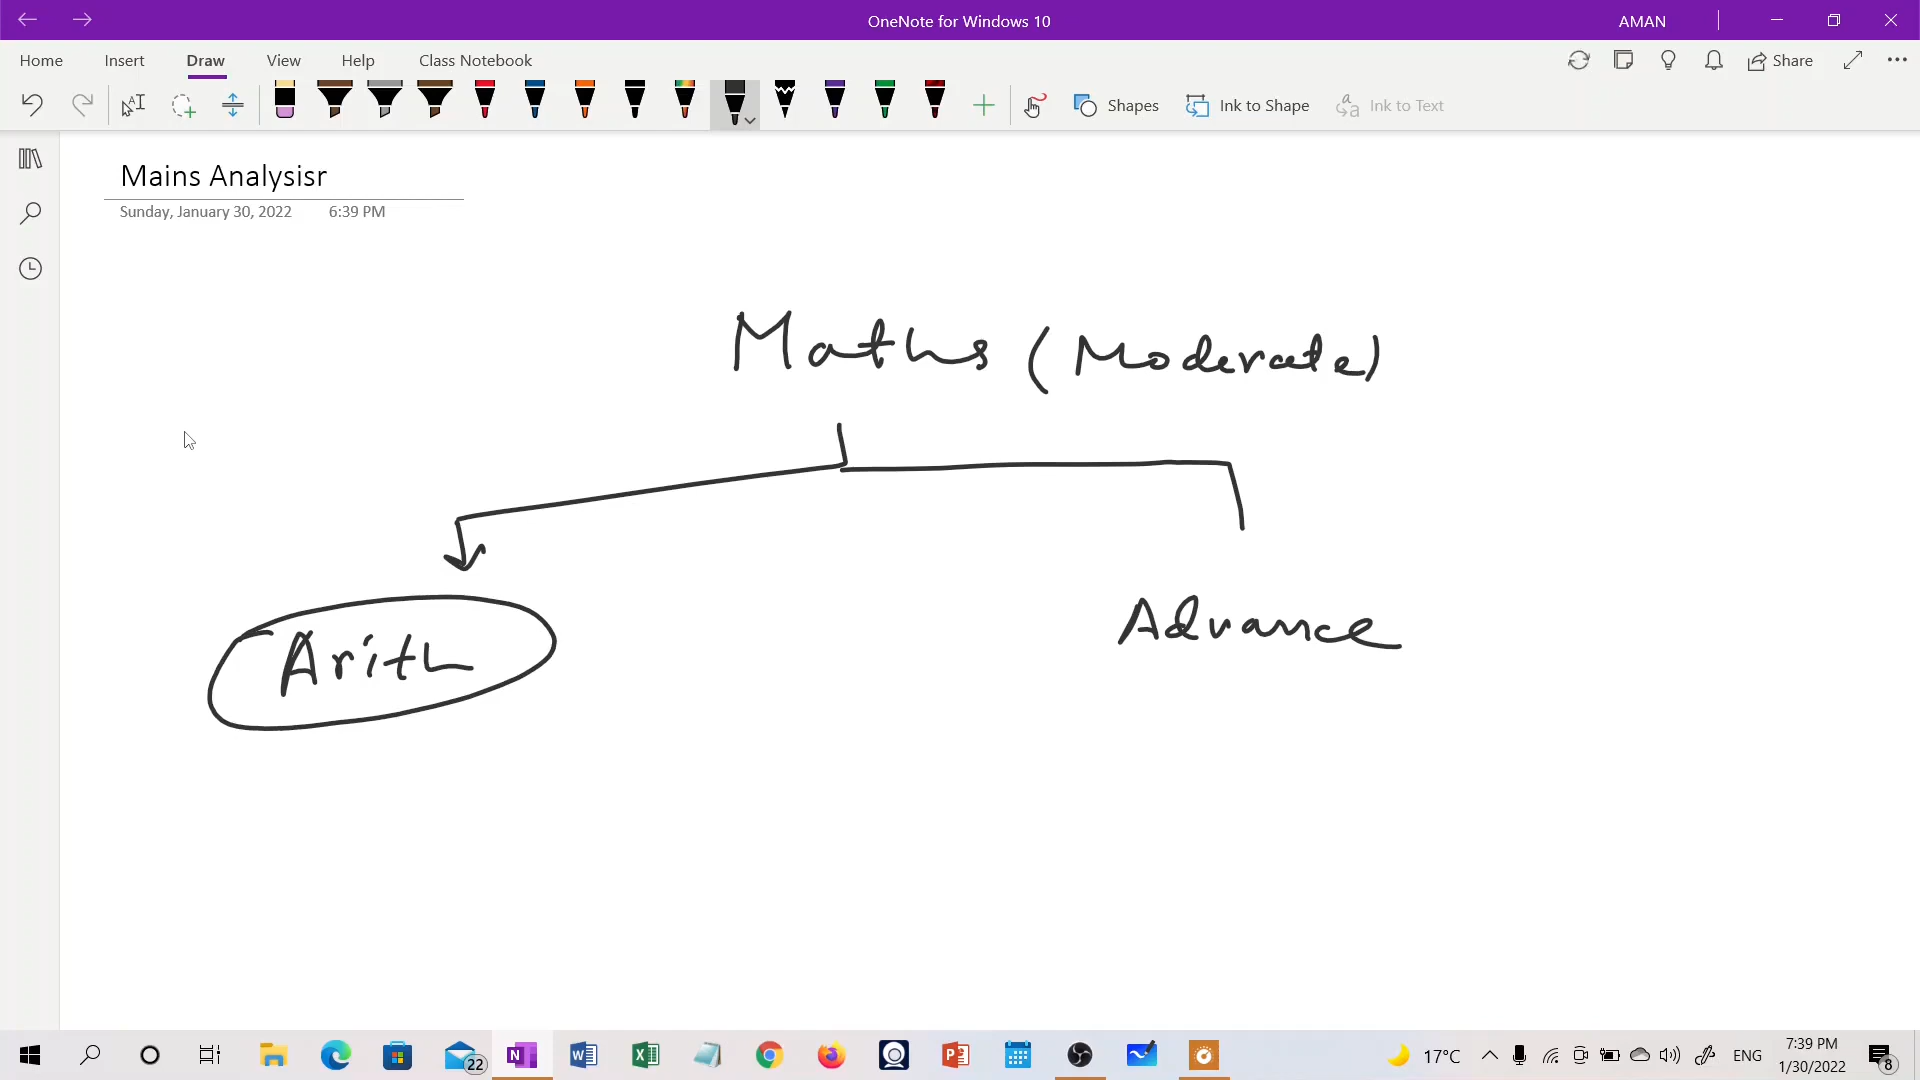 OneNote for Windows 10
AMAN
Home Insert Draw View Help Class Notebook
Share
Shapes Ink to Shape Ink to Text
Mains Analysisr
Sunday, January 30, 2022 6:39 PM
Maths (Moderate)
Arith
Advance
22
17°C
ENG
7:39 PM
1/30/2022
8